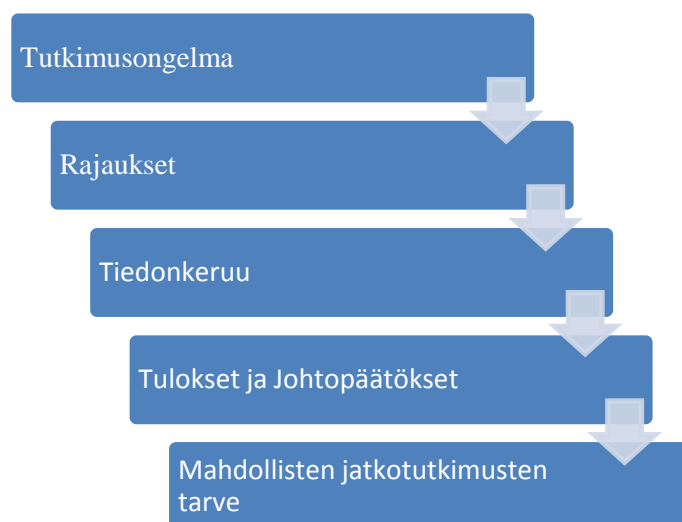 Tutkimusongelma
Rajaukset
Tiedonkeruu
Tulokset ja Johtopäätökset
Mahdollisten jatkotutkimusten
tarve